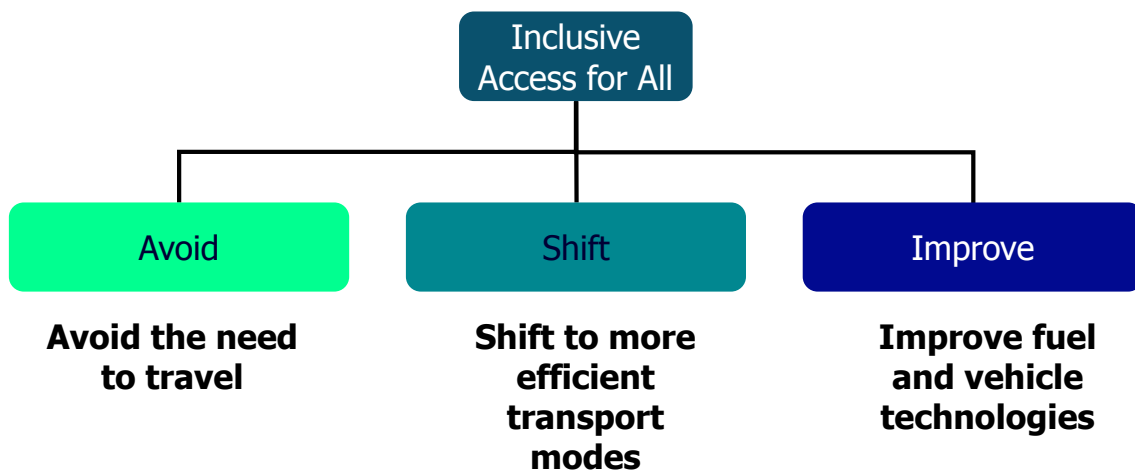 Inclusive
Access for All
Avoid
Shift
Improve
Avoid the need
to travel
Shift to more
efficient
transport
modes
Improve fuel
and vehicle
technologies